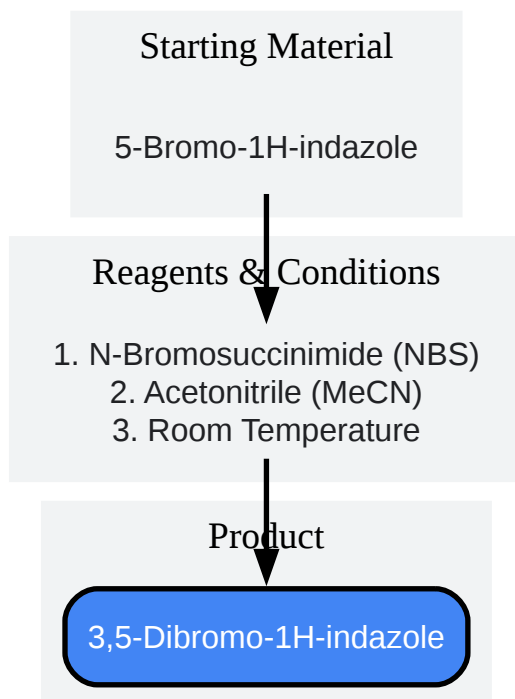 Starting Material
5-Bromo-1H-indazole
Reagents & Conditions
1. N-Bromosuccinimide (NBS)
2. Acetonitrile (MeCN)
3. Room Temperature
Product
3,5-Dibromo-1H-indazole